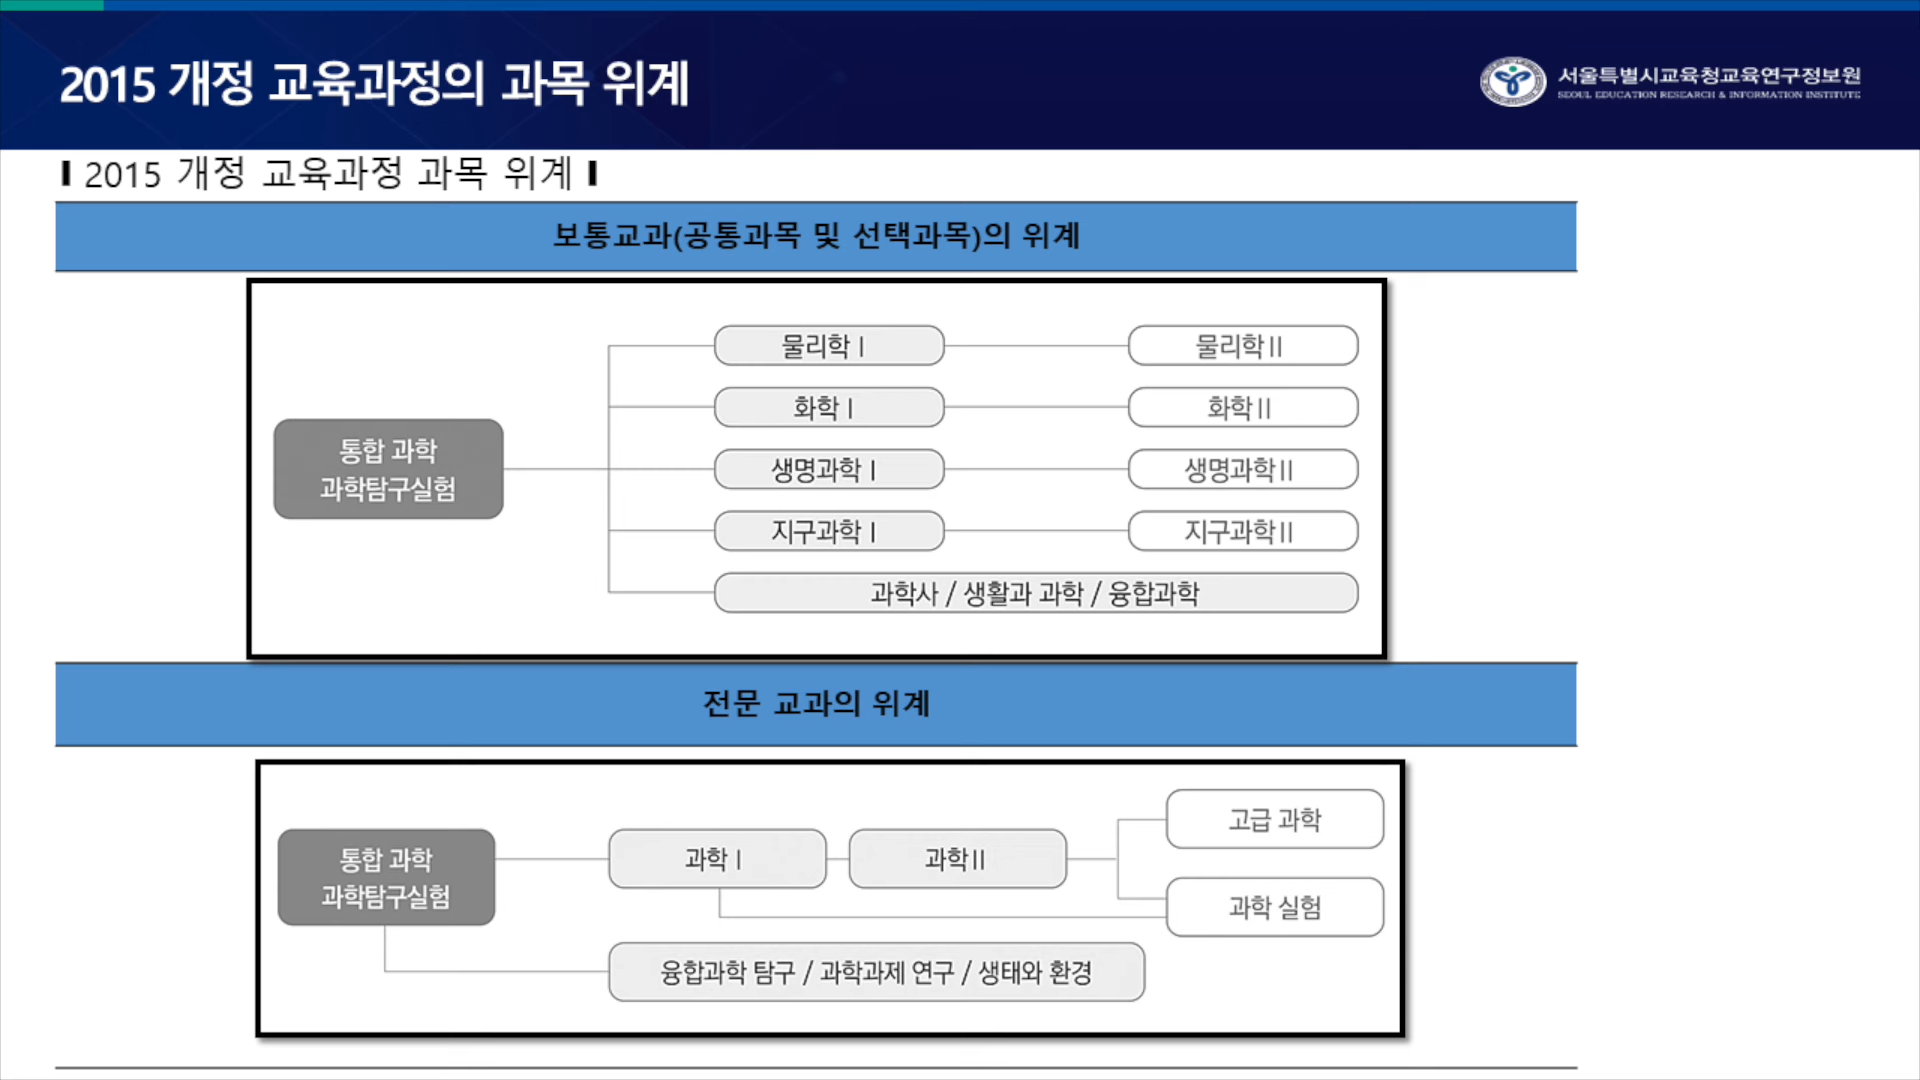 2015 개정 교육과정의 과목 위계
서울특별시교육청교육연구정보원
SEOUL EDUCATION RESEARCH & INFORMATION INSTITUTE
2015 개정 교육과정 과목 위계
보통교과(공통과목 및 선택과목)의 위계
통합 과학
과학탐구실험
물리학Ⅰ
물리학Ⅱ
화학Ⅰ
화학Ⅱ
생명과학Ⅰ
생명과학Ⅱ
지구과학Ⅰ
지구과학Ⅱ
과학사 / 생활과 과학 / 융합과학
전문 교과의 위계
통합 과학
과학탐구실험
과학Ⅰ
과학Ⅱ
고급 과학
과학 실험
융합과학 탐구 / 과학과제 연구 / 생태와 환경